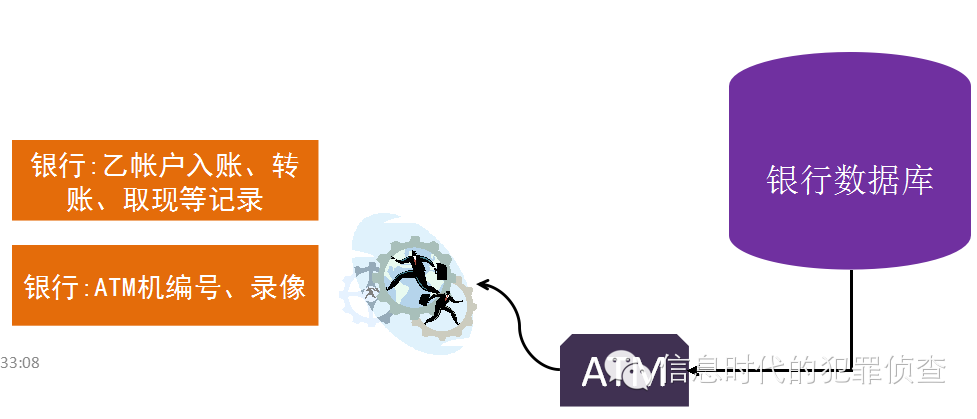 银行:乙帐户入账、转
账、取现等记录
银行数据库
银行:ATM机编号、录像
33:08
ATM
信息时代的犯罪侦查